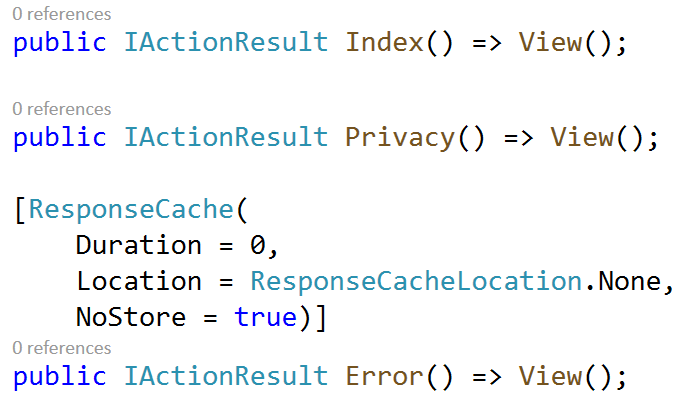 0 references
public IActionResult Index() => View();
0 references
public IActionResult Privacy() => View();
[ResponseCache(
    Duration = 0,
    Location = ResponseCacheLocation.None,
    NoStore = true)]
0 references
public IActionResult Error() => View();